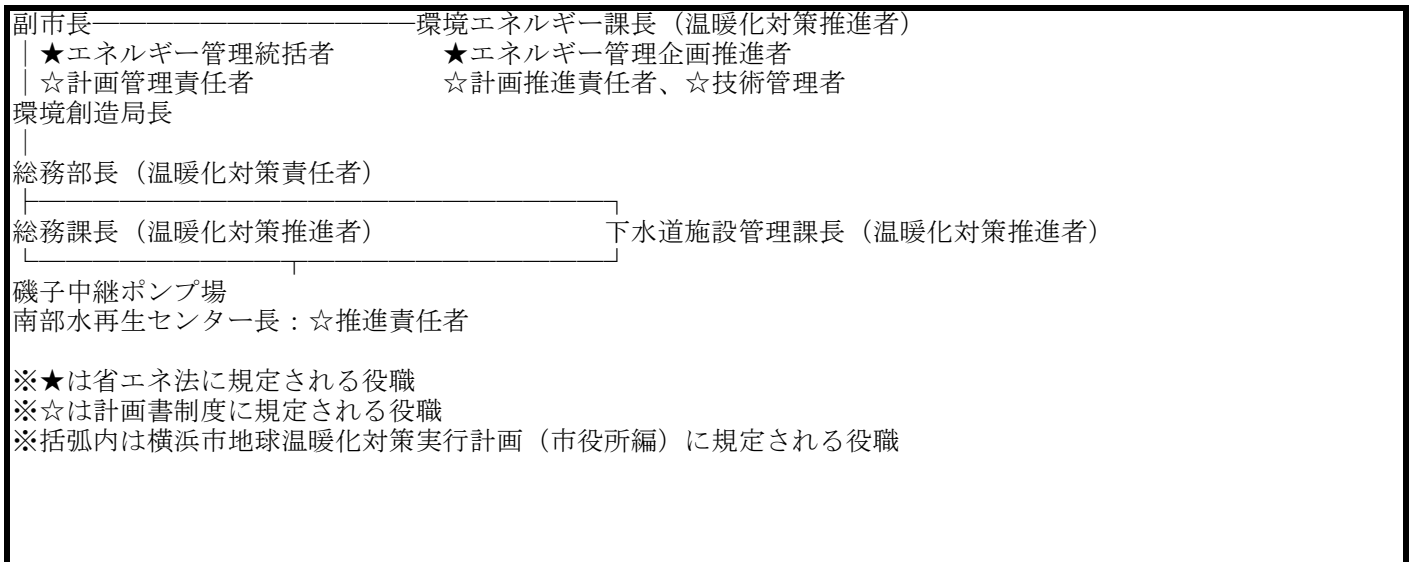 副市長――――――――――――環境エネルギー課長（温暖化対策推進者）
｜★エネルギー管理統括者　　　　★エネルギー管理企画推進者
｜☆計画管理責任者　　　　　　　☆計画推進責任者、☆技術管理者
環境創造局長
｜
総務部長（温暖化対策責任者）
├―――――――――――――――――――――┐
総務課長（温暖化対策推進者）　　　　　　　　　下水道施設管理課長（温暖化対策推進者）
└―――――――――┬―――――――――――┘
磯子中継ポンプ場
南部水再生センター長：☆推進責任者
※★は省エネ法に規定される役職
※☆は計画書制度に規定される役職
※括弧内は横浜市地球温暖化対策実行計画（市役所編）に規定される役職